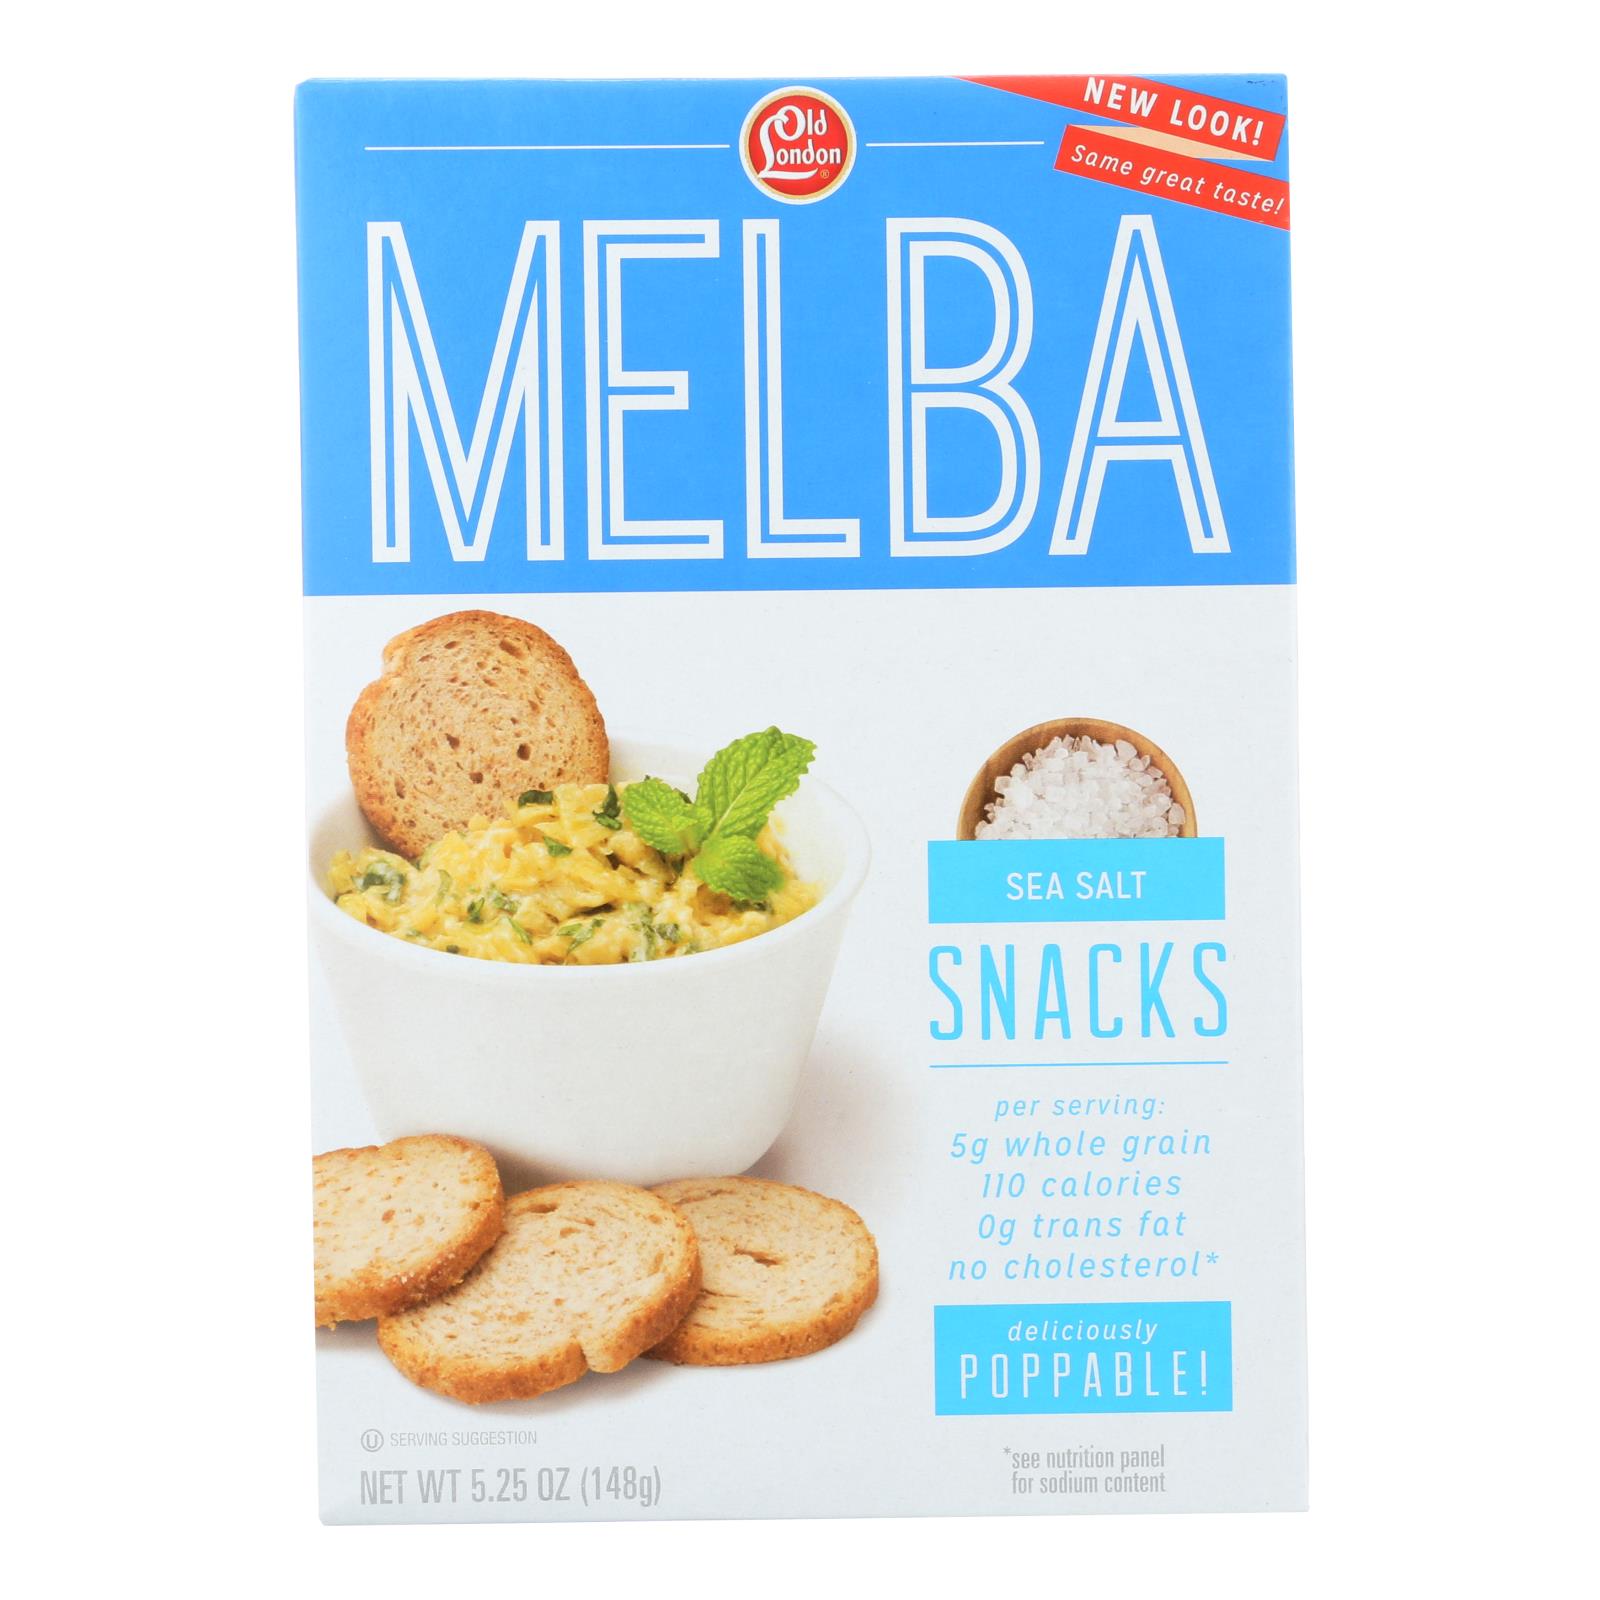 Old
London
®
NEW LOOK!
Same great taste!
MELBA
SEA SALT
SNACKS
per serving:
5g whole grain
110 calories
0g trans fat
no cholesterol*
deliciously
POPPABLE!
U SERVING SUGGESTION
NET WT 5.25 OZ (148g)
*see nutrition panel
for sodium content